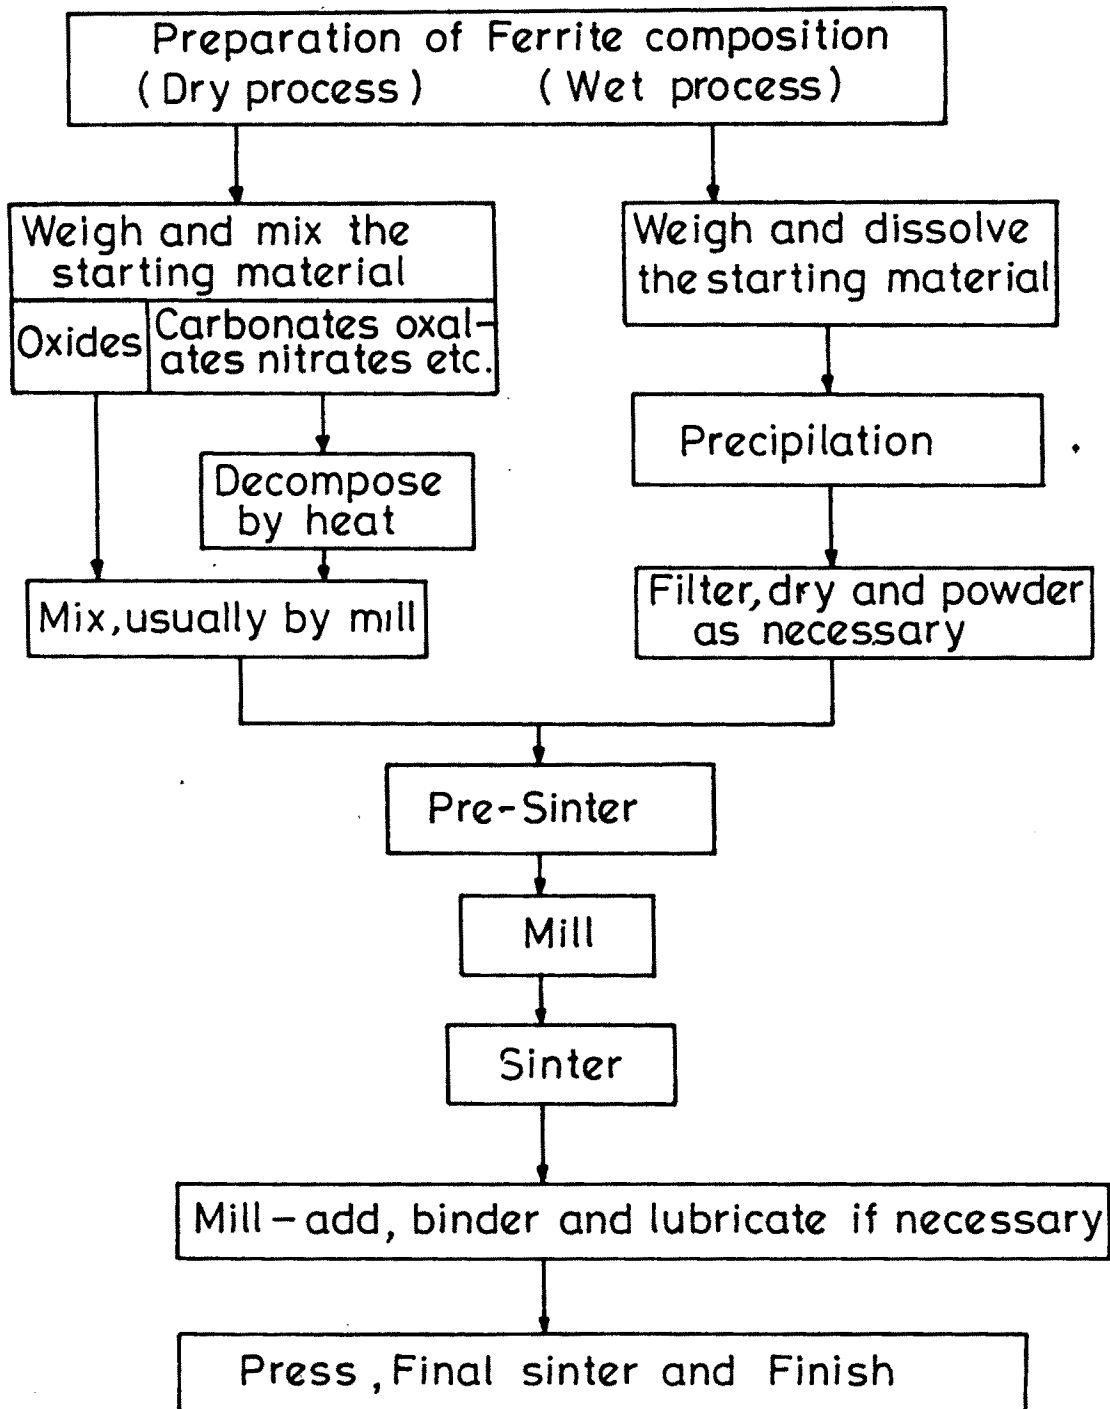 Preparation of Ferrite composition
(Dry process) (Wet process)
Weigh and mix the
starting material
Oxides
Carbonates oxal-
ates nitrates etc.
Decompose
by heat
Mix, usually by mill
Weigh and dissolve
the starting material
Precipilation
Filter, dry and powder
as necessary
Pre-Sinter
Mill
Sinter
Mill – add, binder and lubricate if necessary
Press, Final sinter and Finish